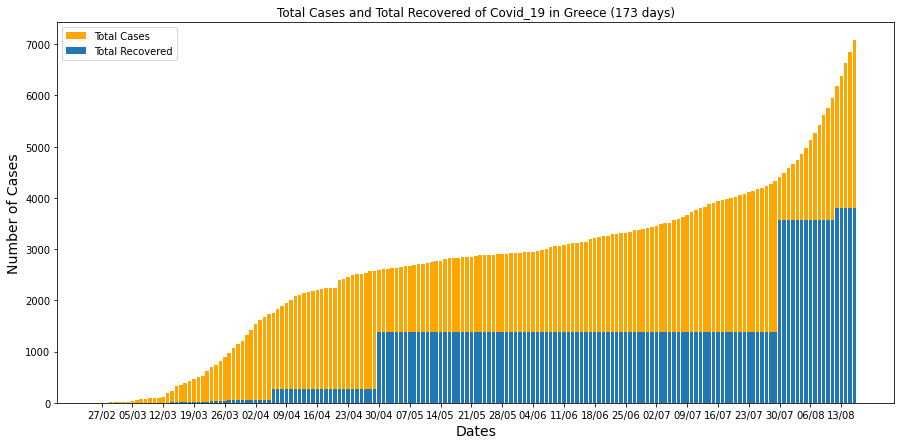 Total Cases and Total Recovered of Covid_19 in Greece (173 days)
Total Cases
Total Recovered
Number of Cases
7000
6000
5000
4000
3000
2000
1000
0
27/02 05/03 12/03 19/03 26/03 02/04 09/04 16/04 23/04 30/04 07/05 14/05 21/05 28/05 04/06 11/06 18/06 25/06 02/07 09/07 16/07 23/07 30/07 06/08 13/08
Dates